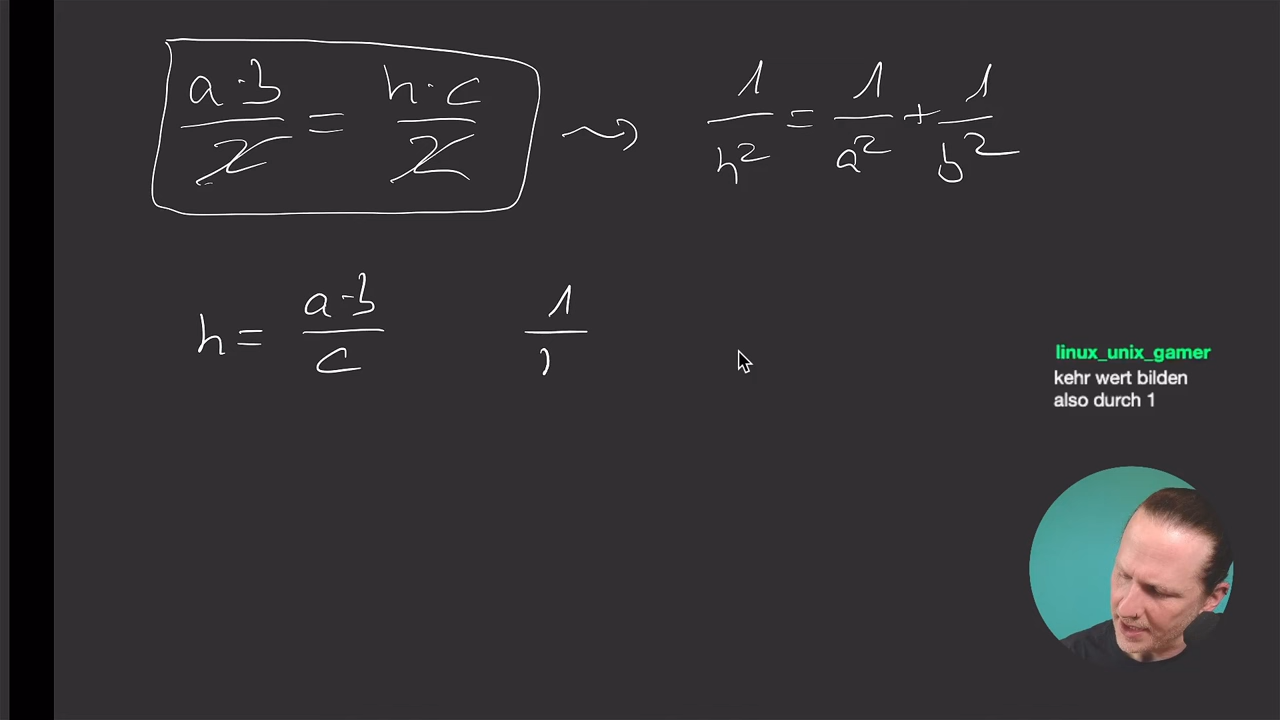 a·b/2 = h·c/2 ⇝ 1/h² = 1/a² + 1/b²
h = a·b/c 1/
linux_unix_gamer
kehr wert bilden
also durch 1